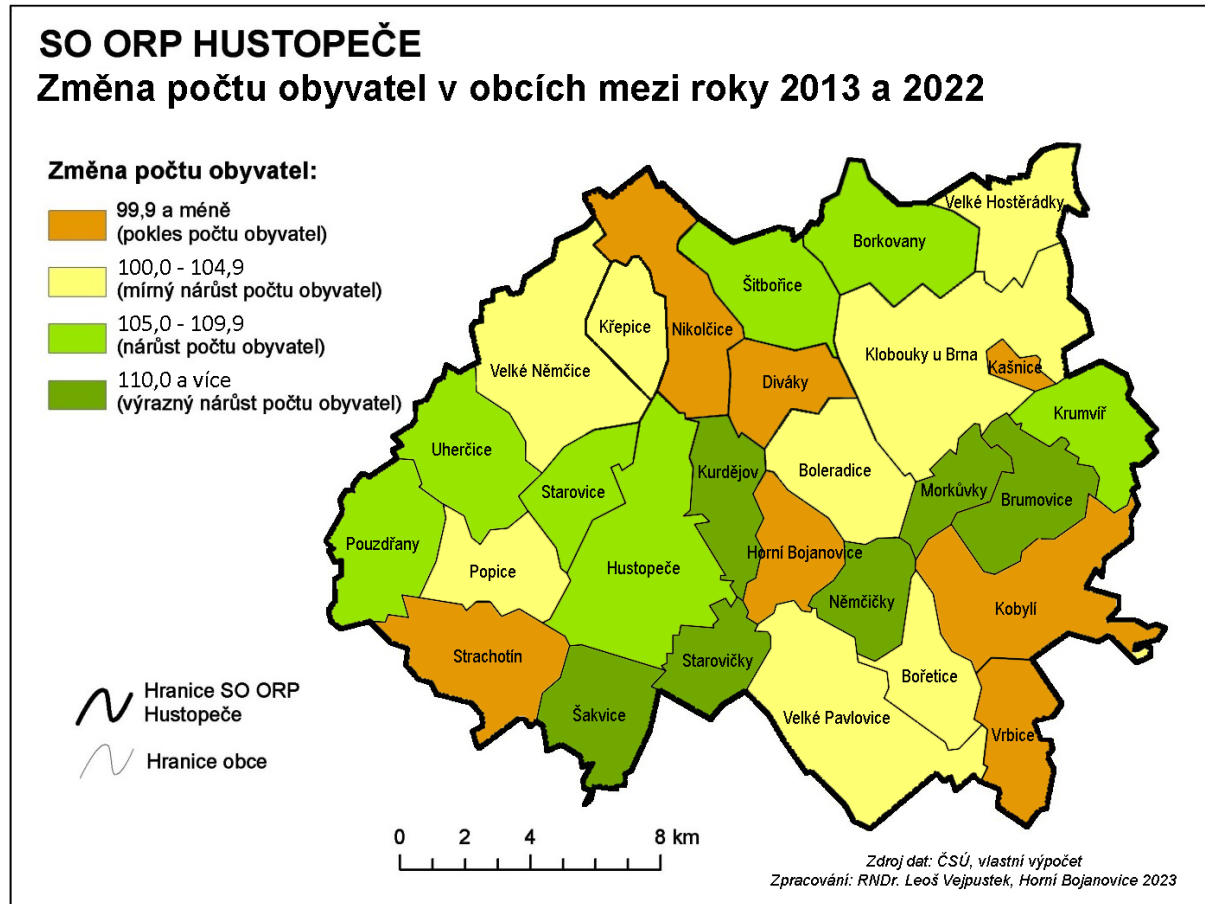 SO ORP HUSTOPEČE
Změna počtu obyvatel v obcích mezi roky 2013 a 2022
Změna počtu obyvatel:
99,9 a méně
(pokles počtu obyvatel)
100,0 - 104,9
(mírný nárůst počtu obyvatel)
105,0 - 109,9
(nárůst počtu obyvatel)
110,0 a více
(výrazný nárůst počtu obyvatel)
Velké Hostěrádky
Borkovany
Šitbořice
Křepice
Nikolčice
Klobouky u Brna
Kašnice
Velké Němčice
Diváky
Krumvíř
Uherčice
Starovice
Kurdějov
Boleradice
Morkůvky
Brumovice
Pouzdřany
Popice
Hustopeče
Horní Bojanovice
Němčičky
Kobylí
Strachotín
Starovičky
Bořetice
Šakvice
Velké Pavlovice
Vrbice
Hranice SO ORP
Hustopeče
Hranice obce
0 2 4 8 km
Zdroj dat: ČSÚ, vlastní výpočet
Zpracování: RNDr. Leoš Vejpustek, Horní Bojanovice 2023